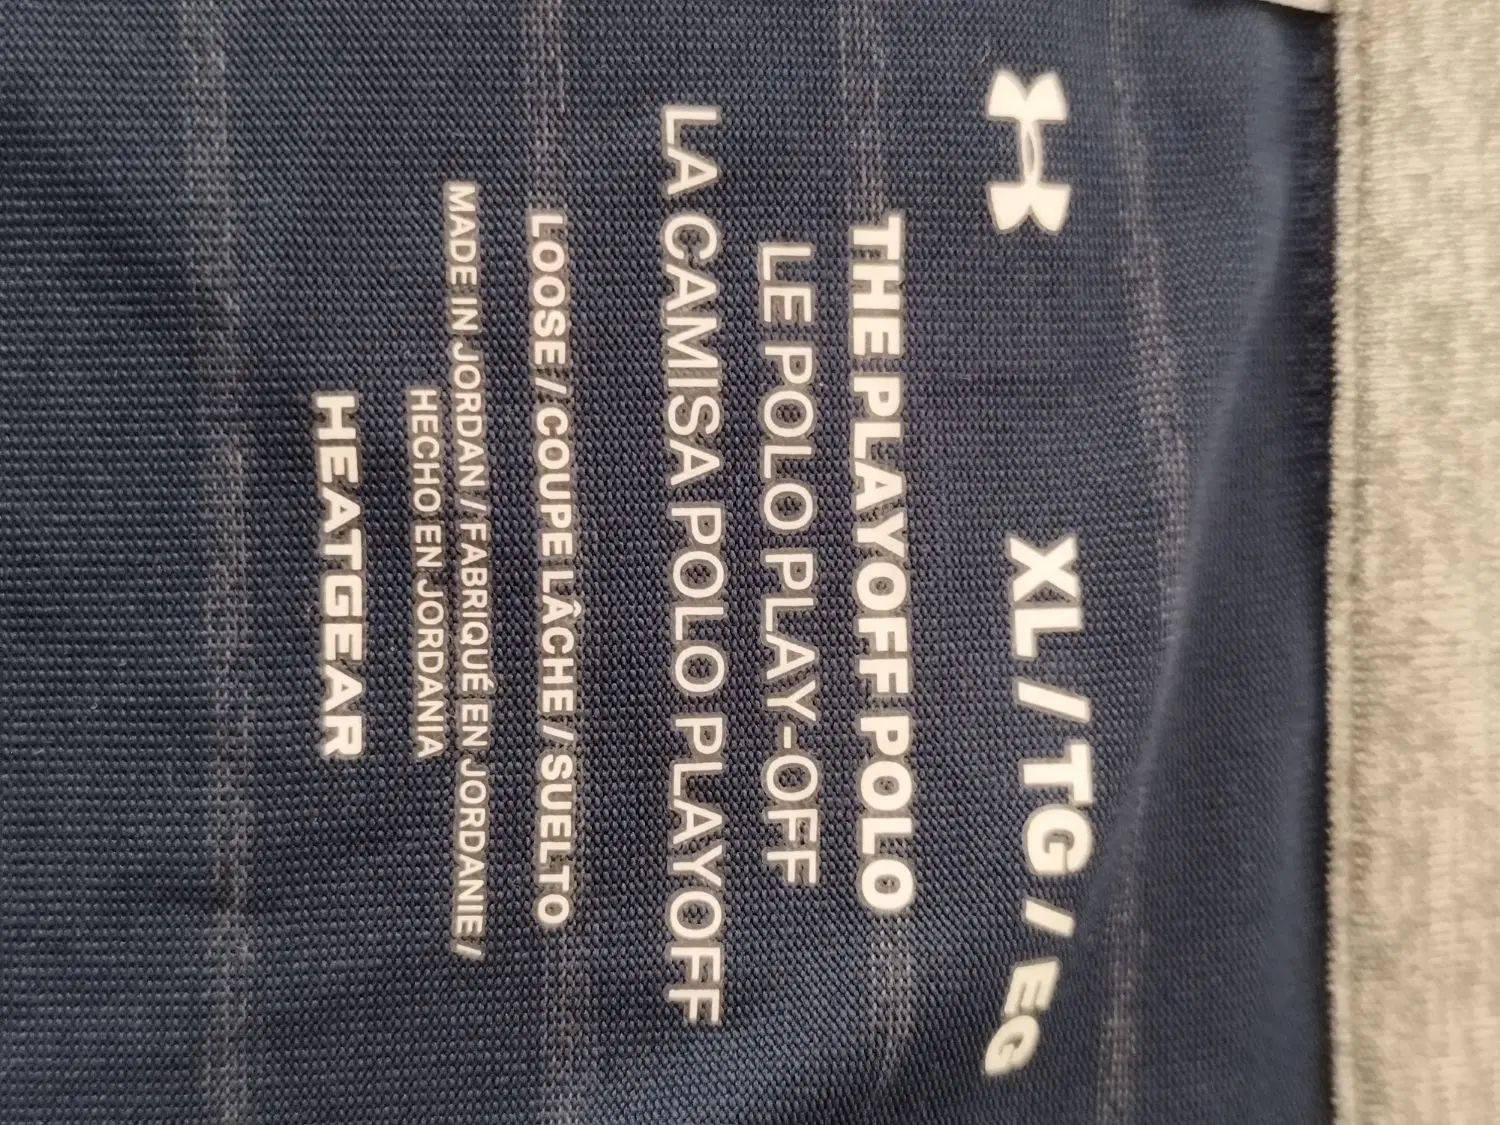 XL / TG / EG
THE PLAYOFF POLO
LE POLO PLAY-OFF
LA CAMISA POLO PLAYOFF
LOOSE / COUPE LÂCHE / SUELTO
MADE IN JORDAN / FABRIQUÉ EN JORDANIE /
HECHO EN JORDANIA
HEATGEAR